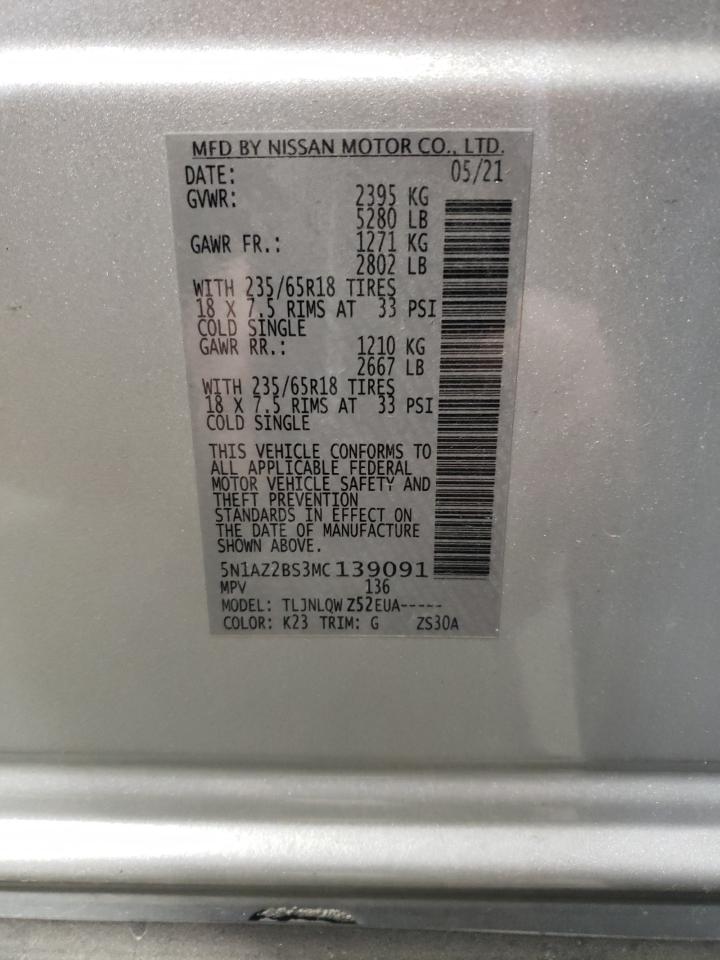 MFD BY NISSAN MOTOR CO., LTD.
DATE: 05/21
GVWR: 2395 KG
5280 LB
GAWR FR.: 1271 KG
2802 LB
WITH 235/65R18 TIRES
18 X 7.5 RIMS AT 33 PSI
COLD SINGLE
GAWR RR.: 1210 KG
2667 LB
WITH 235/65R18 TIRES
18 X 7.5 RIMS AT 33 PSI
COLD SINGLE
THIS VEHICLE CONFORMS TO
ALL APPLICABLE FEDERAL
MOTOR VEHICLE SAFETY AND
THEFT PREVENTION
STANDARDS IN EFFECT ON
THE DATE OF MANUFACTURE
SHOWN ABOVE.
5N1AZ2BS3MC139091
MPV 136
MODEL: TLJNLQW Z52EUA-----
COLOR: K23 TRIM: G ZS30A